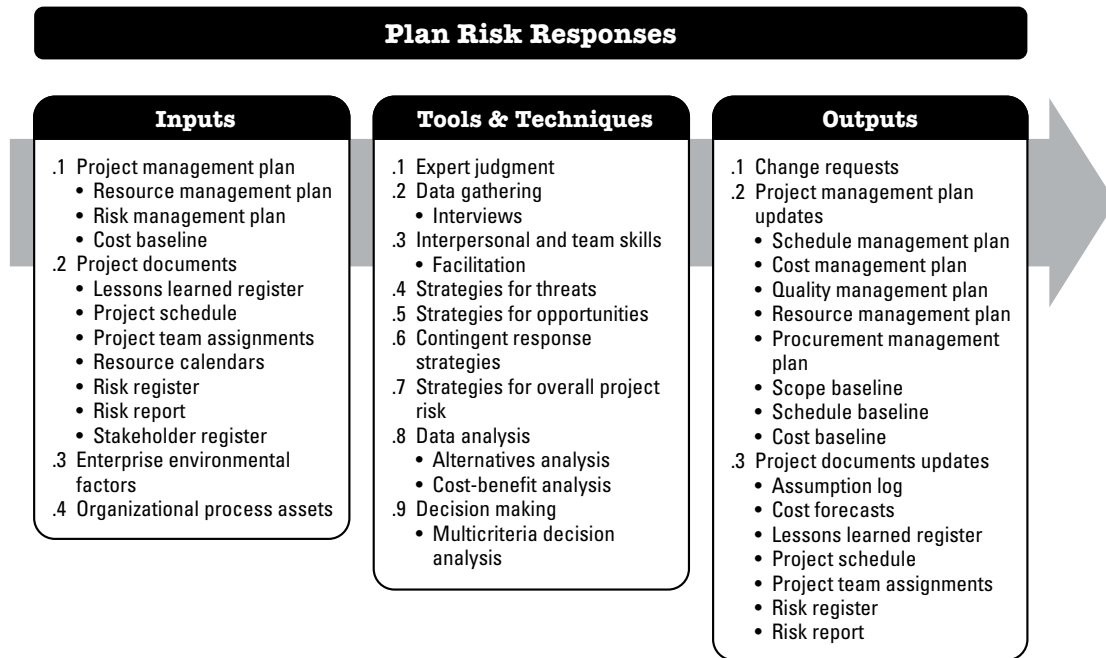 Plan Risk Responses
Inputs
.1 Project management plan
• Resource management plan
• Risk management plan
• Cost baseline
.2 Project documents
• Lessons learned register
• Project schedule
• Project team assignments
• Resource calendars
• Risk register
• Risk report
• Stakeholder register
.3 Enterprise environmental
factors
.4 Organizational process assets
Tools & Techniques
.1 Expert judgment
.2 Data gathering
• Interviews
.3 Interpersonal and team skills
• Facilitation
.4 Strategies for threats
.5 Strategies for opportunities
.6 Contingent response
strategies
.7 Strategies for overall project
risk
.8 Data analysis
• Alternatives analysis
• Cost-benefit analysis
.9 Decision making
• Multicriteria decision
analysis
Outputs
.1 Change requests
.2 Project management plan
updates
• Schedule management plan
• Cost management plan
• Quality management plan
• Resource management plan
• Procurement management
plan
• Scope baseline
• Schedule baseline
• Cost baseline
.3 Project documents updates
• Assumption log
• Cost forecasts
• Lessons learned register
• Project schedule
• Project team assignments
• Risk register
• Risk report